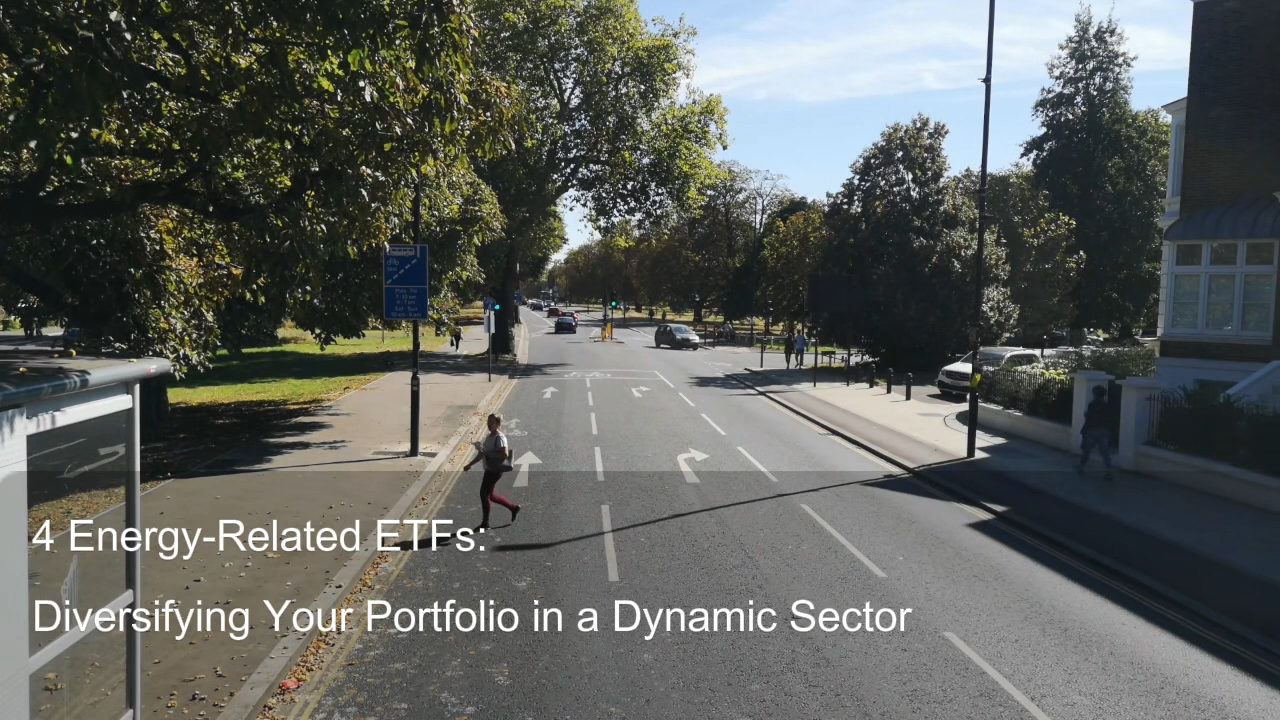 4 Energy-Related ETFs:
Diversifying Your Portfolio in a Dynamic Sector